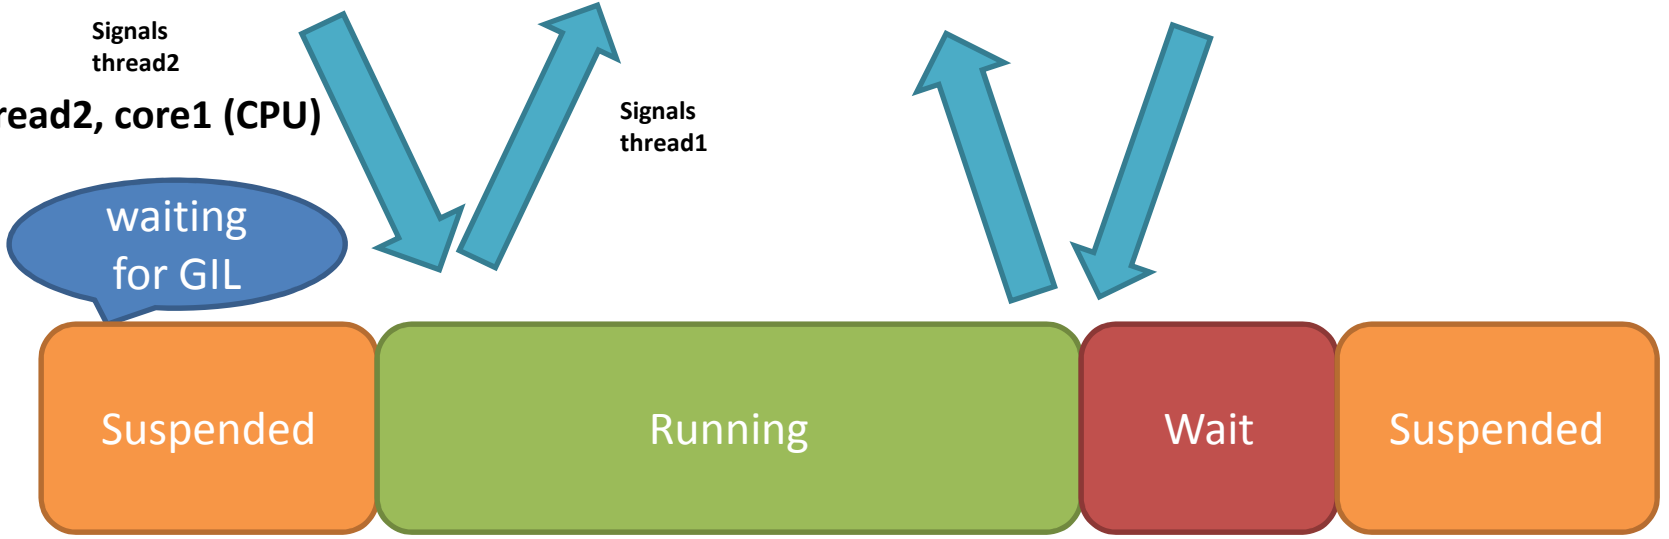 Signals
thread2
read2, core1 (CPU)
Signals
thread1
waiting
for GIL
Suspended
Running
Wait
Suspended